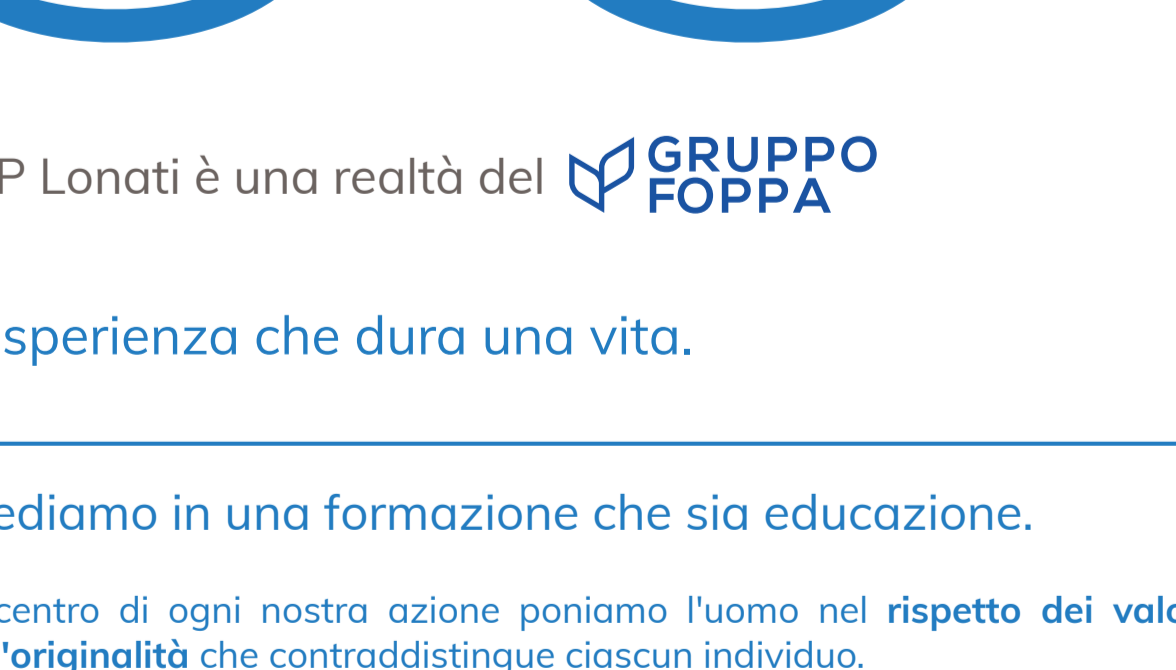 P Lonati è una realtà del GRUPPO FOPPA
sperienza che dura una vita.
ediamo in una formazione che sia educazione.
centro di ogni nostra azione poniamo l'uomo nel rispetto dei valo
'originalità che contraddistingue ciascun individuo.